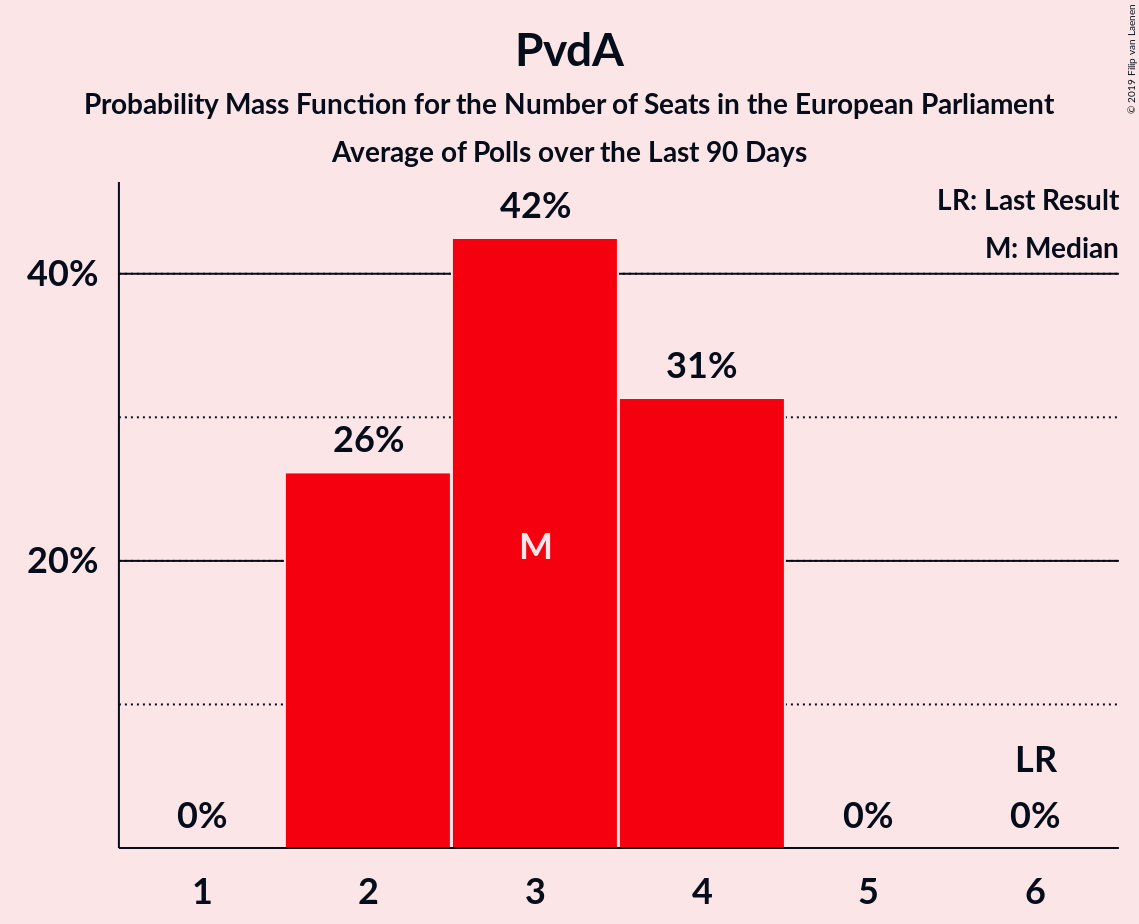 PvdA
Probability Mass Function for the Number of Seats in the European Parliament
Average of Polls over the Last 90 Days
© 2019 Filip van Laenen
LR: Last Result
M: Median
40%
20%
0%
26%
42%
M
31%
0%
LR
0%
1 2 3 4 5 6